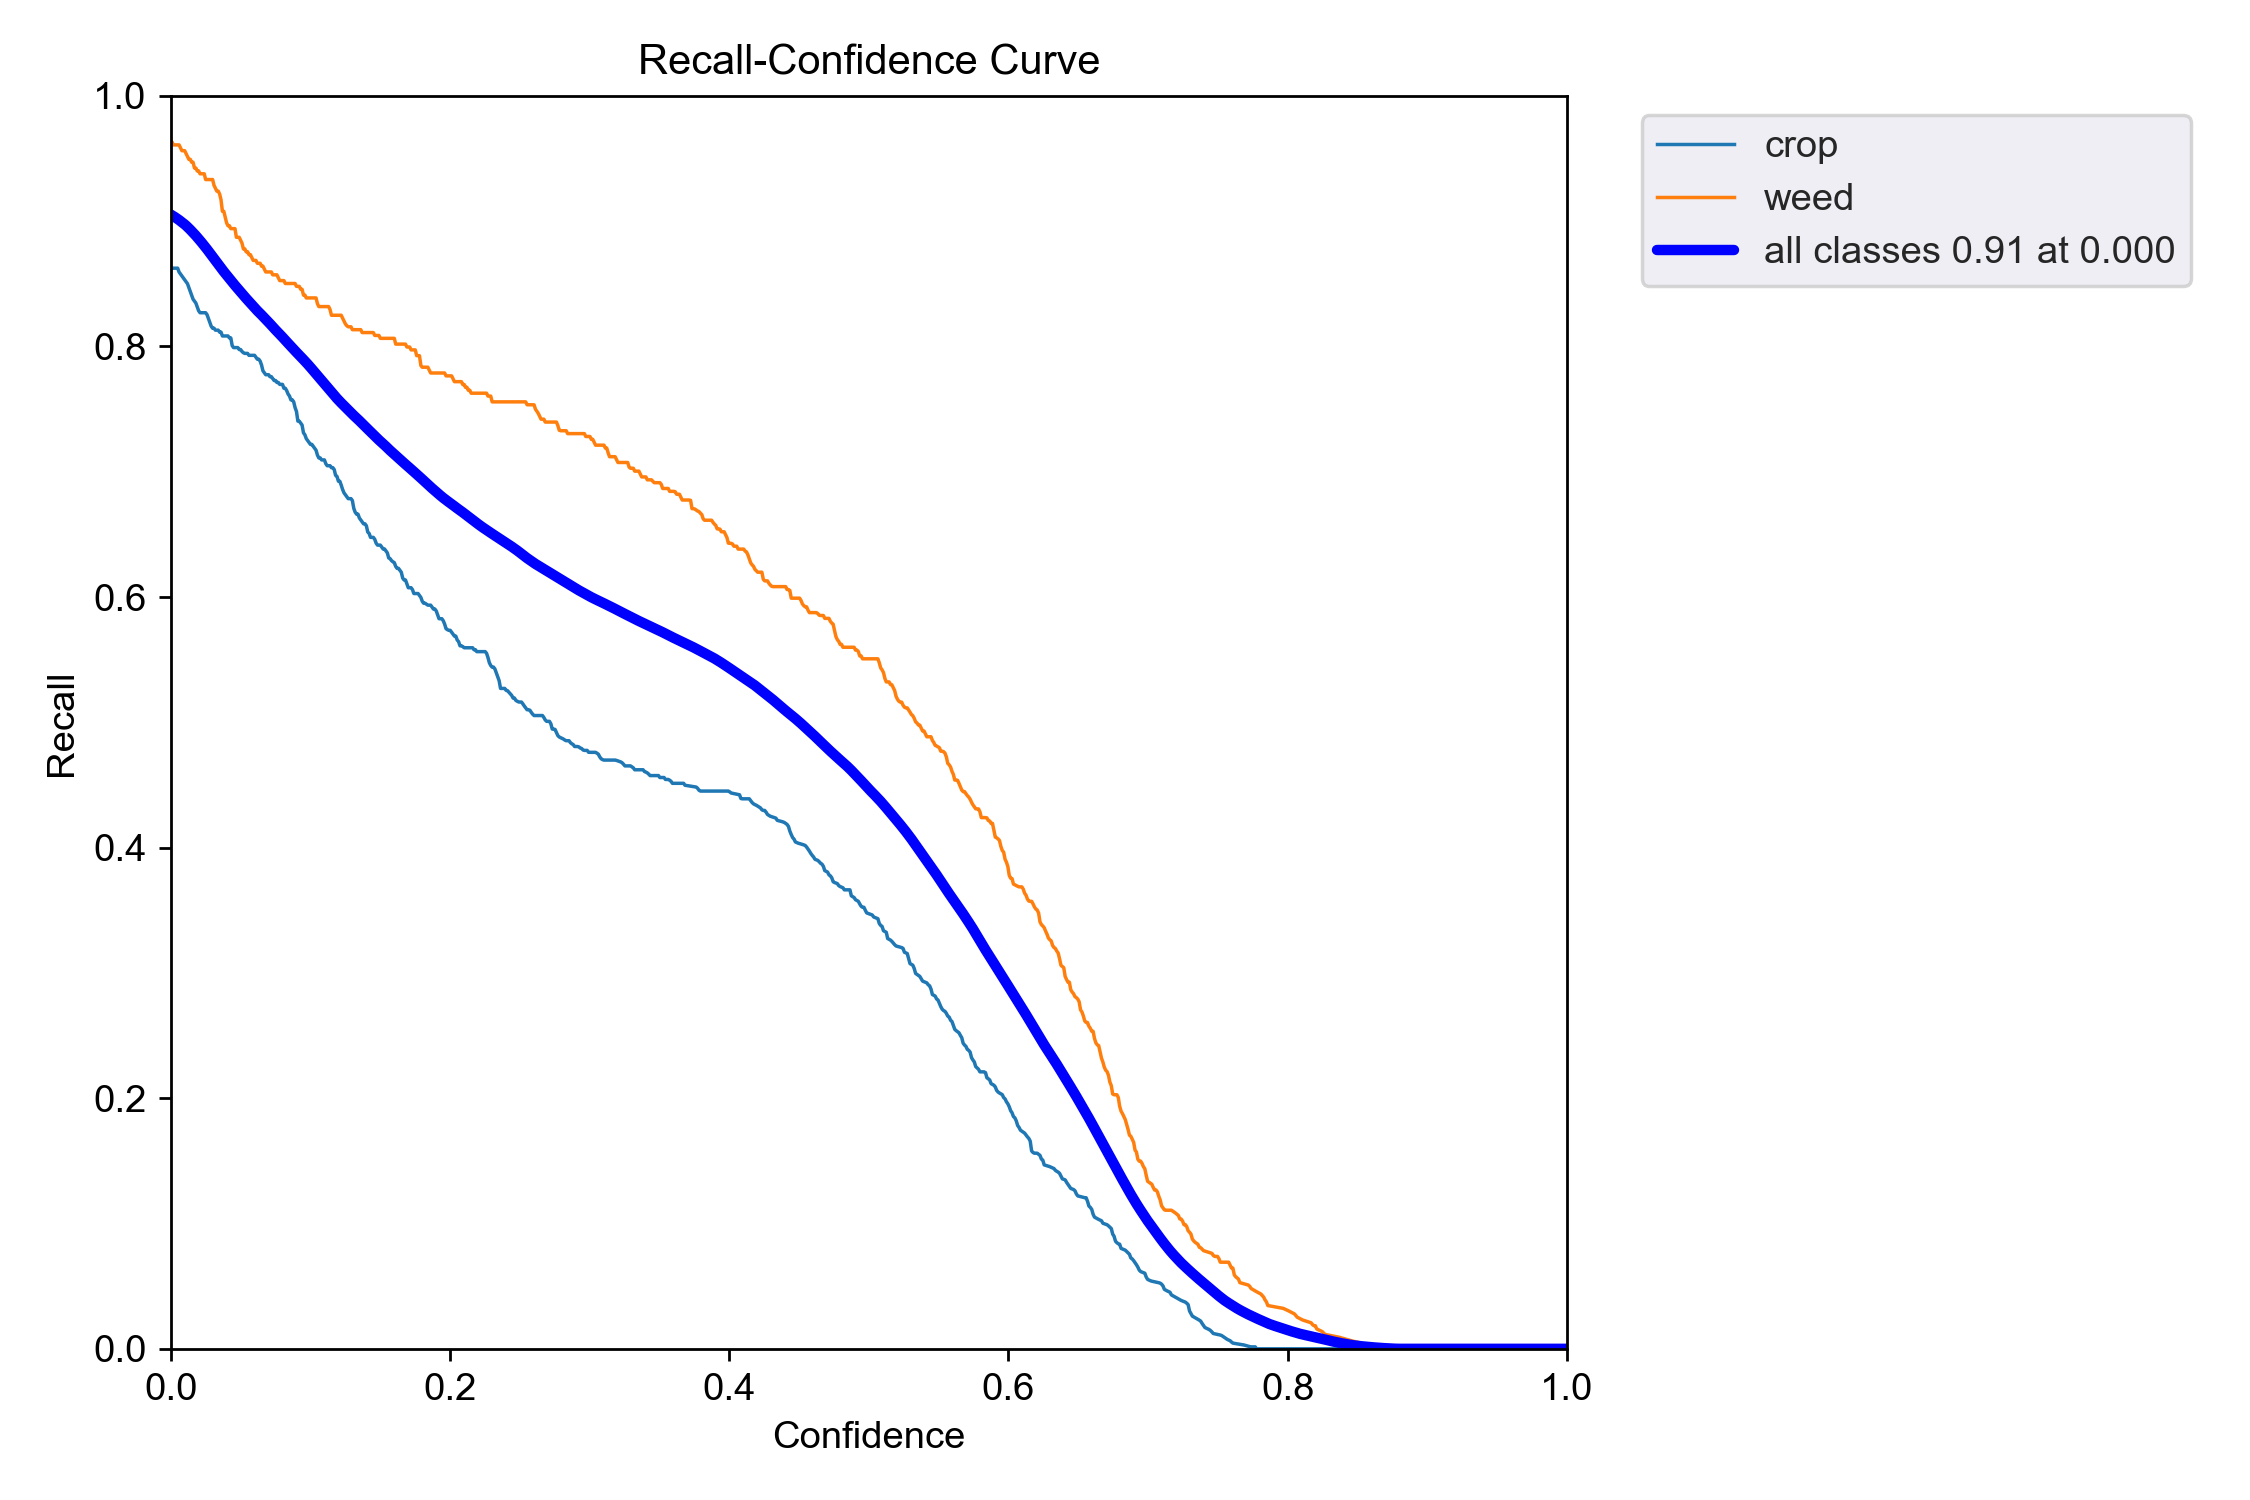 Recall-Confidence Curve
1.0
0.8
0.6
0.4
0.2
0.0
Recall
0.0 0.2 0.4 0.6 0.8 1.0
Confidence
crop
weed
all classes 0.91 at 0.000